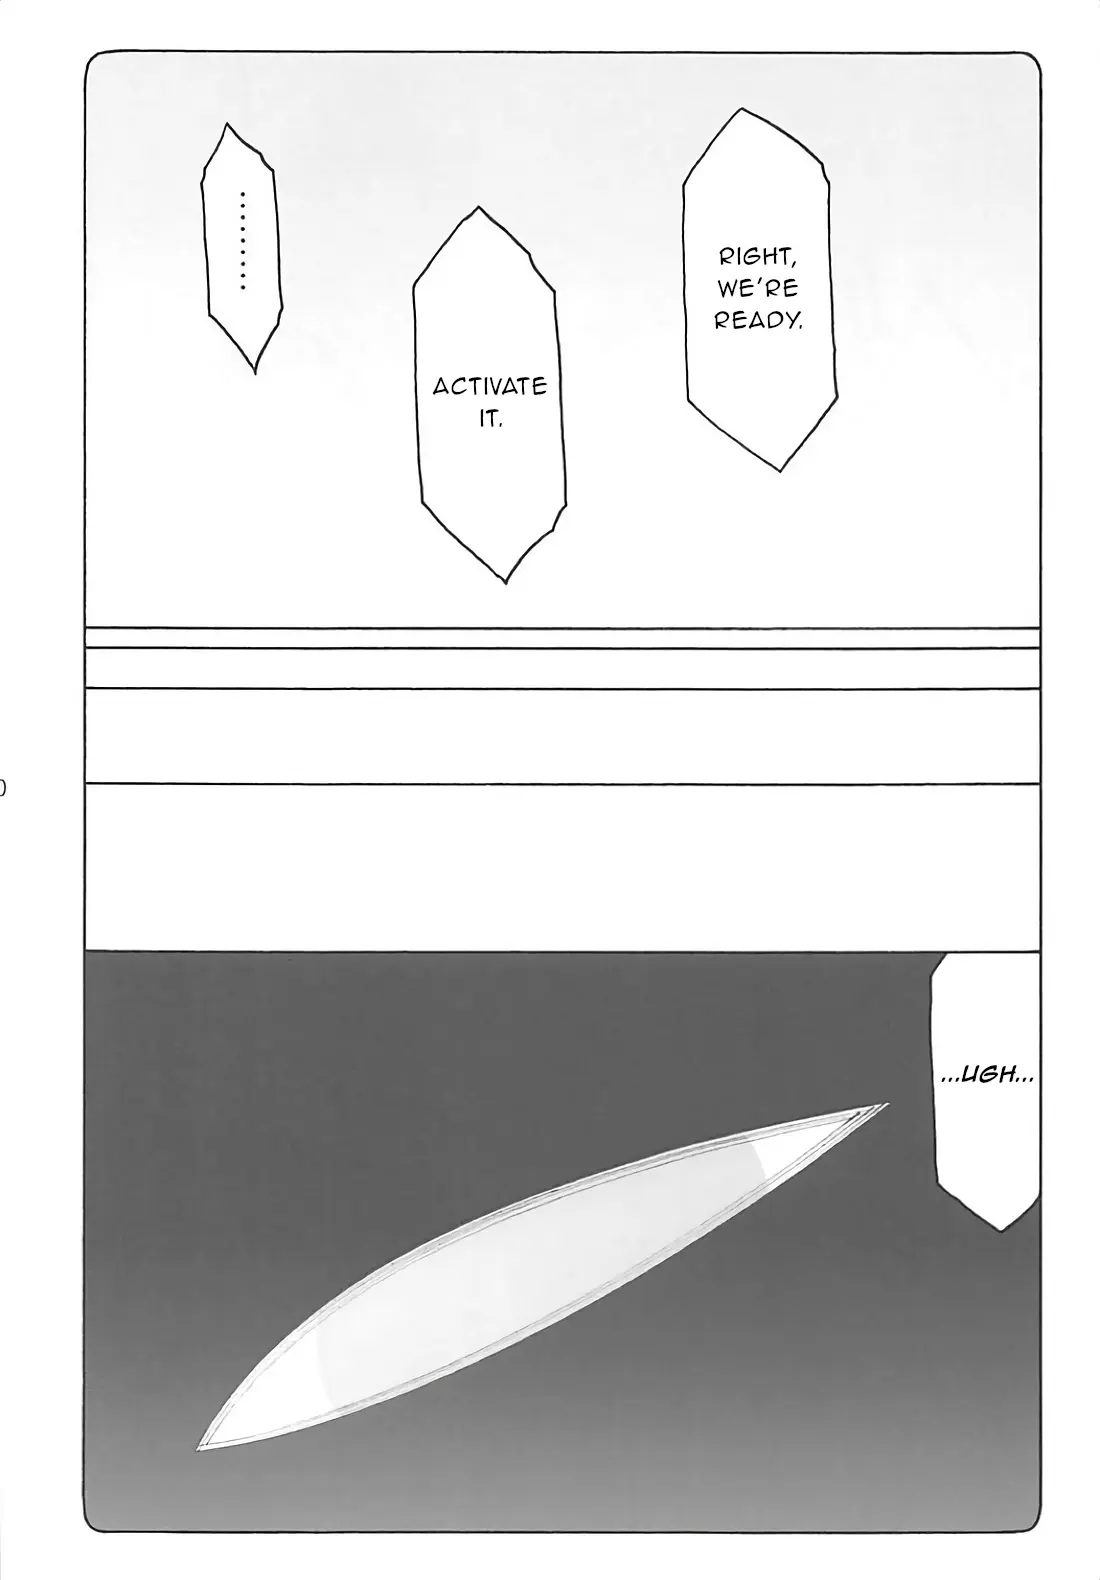 RIGHT,
WE'RE
READY.
ACTIVATE
IT.
.........
...UGH...